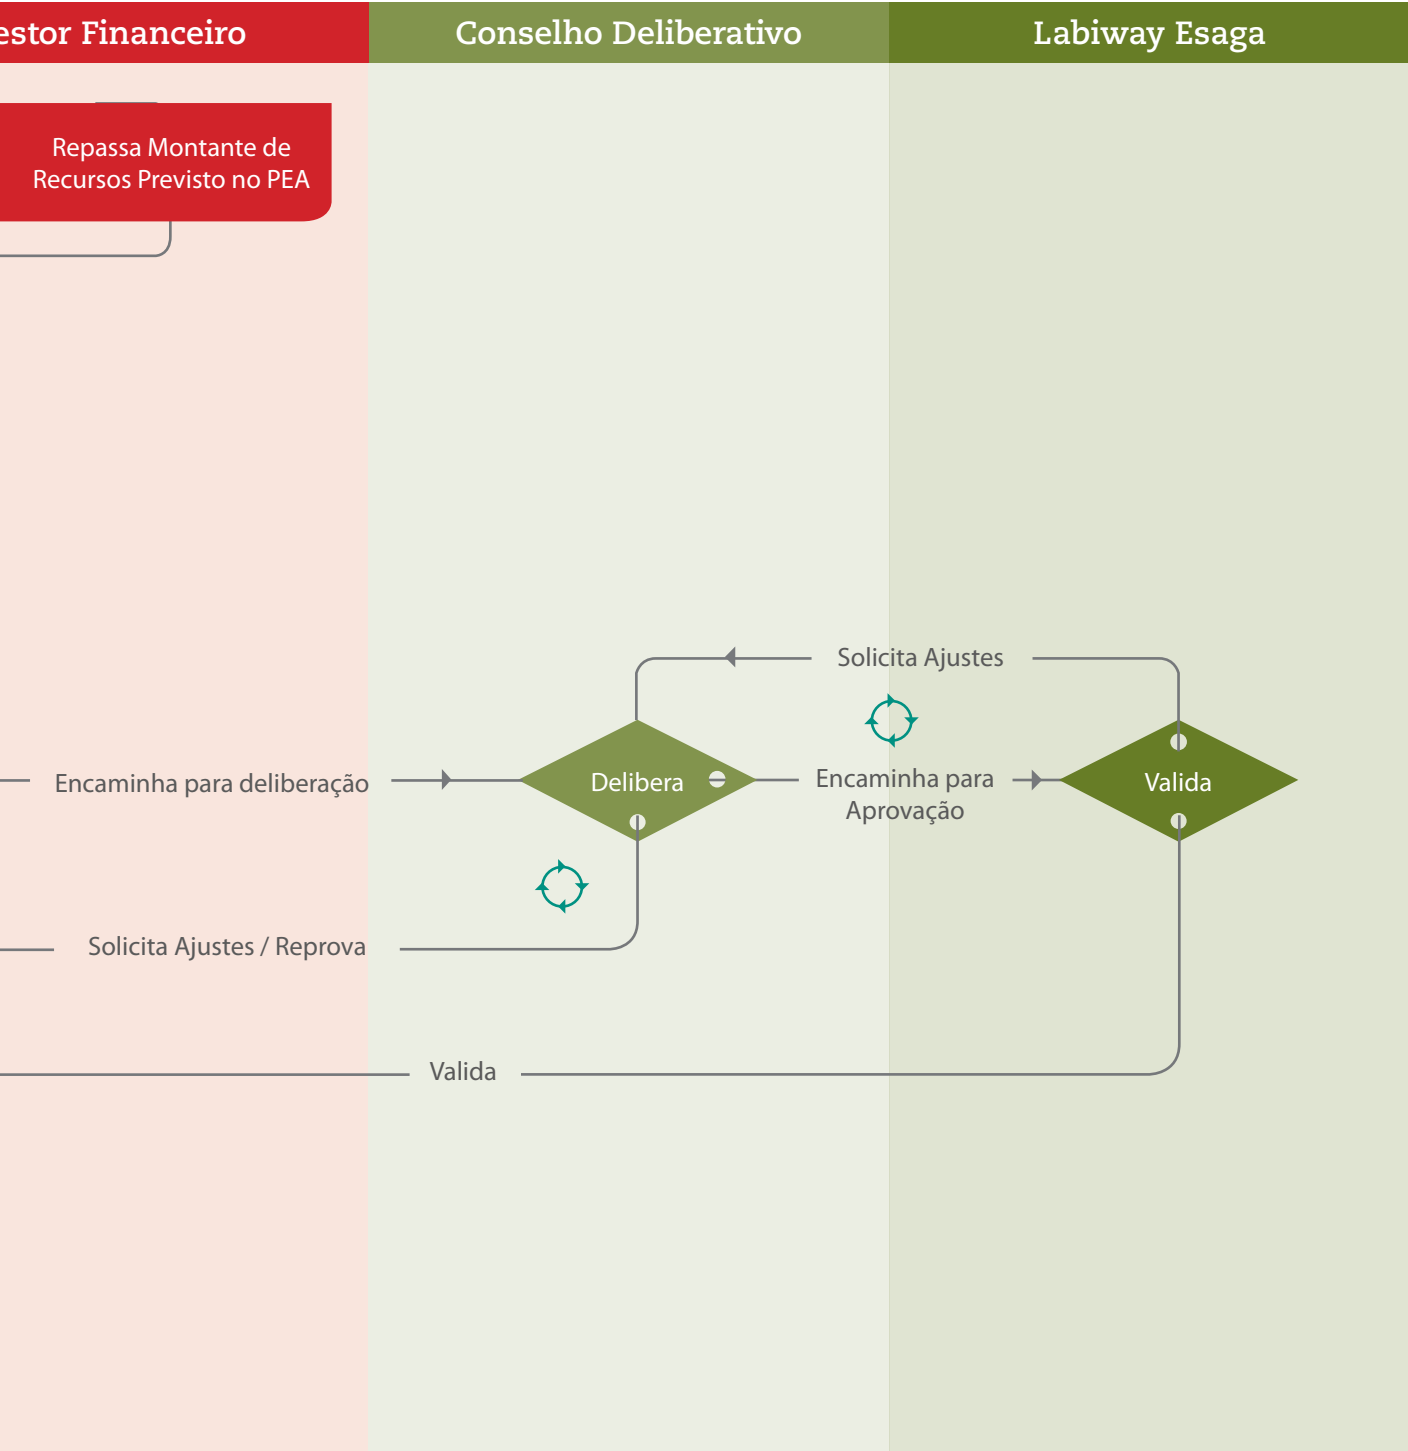 estor Financeiro
Conselho Deliberativo
Labiway Esaga
Repassa Montante de
Recursos Previsto no PEA
Solicita Ajustes
Encaminha para deliberação
Delibera
Encaminha para
Aprovação
Valida
Solicita Ajustes / Reprova
Valida